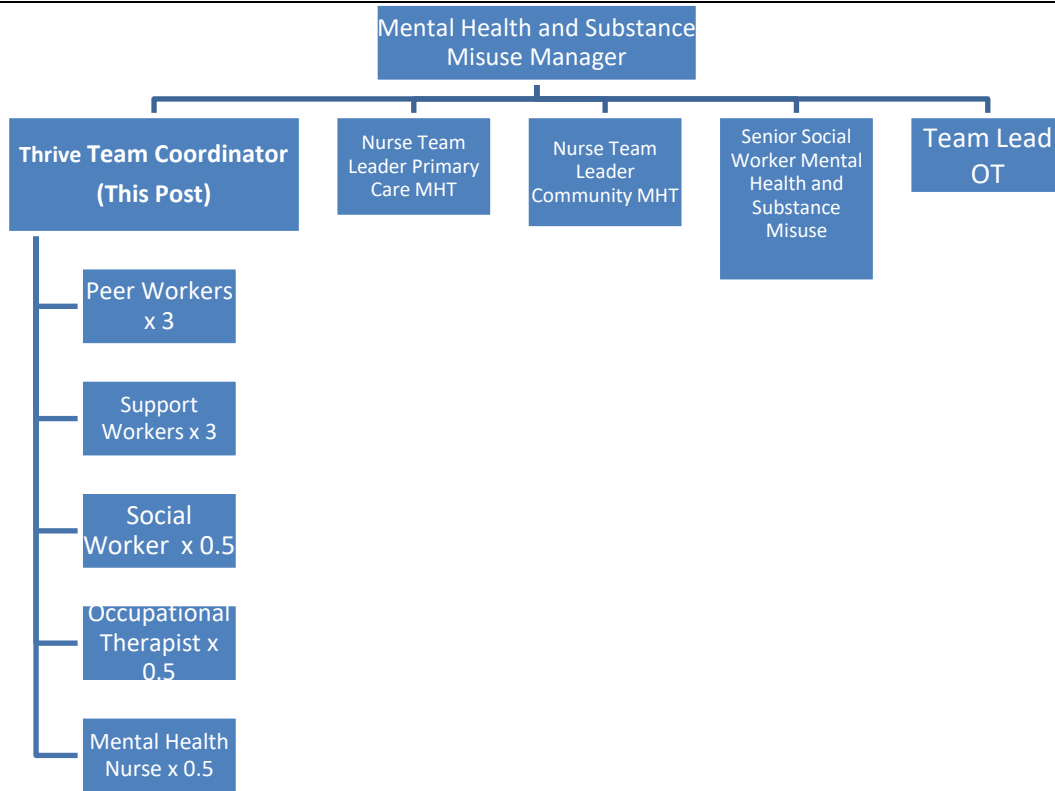 Mental Health and Substance
Misuse Manager
Thrive Team Coordinator
(This Post)
Nurse Team
Leader Primary
Care MHT
Nurse Team
Leader
Community MHT
Senior Social
Worker Mental
Health and
Substance
Misuse
Team Lead
OT
Peer Workers
x 3
Support
Workers x 3
Social
Worker x 0.5
Occupational
Therapist x
0.5
Mental Health
Nurse x 0.5